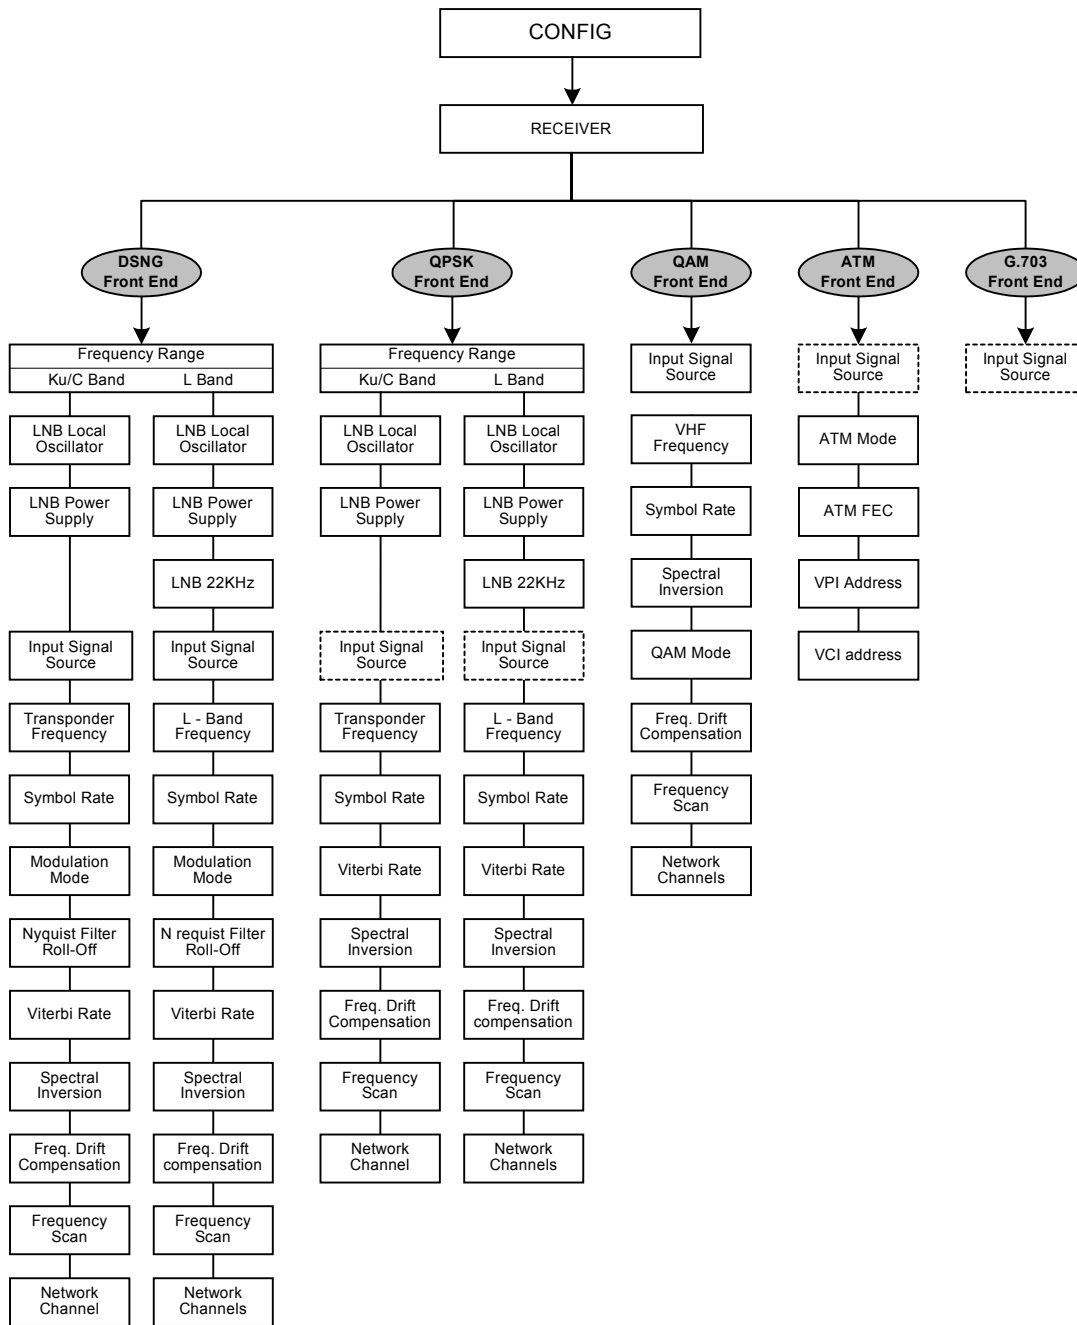 CONFIG
RECEIVER
DSNG
Front End
QPSK
Front End
QAM
Front End
ATM
Front End
G.703
Front End
Frequency Range
Ku/C Band
L Band
LNB Local
Oscillator
LNB Power
Supply
Input Signal
Source
Transponder
Frequency
Symbol Rate
Modulation
Mode
Nyquist Filter
Roll-Off
Viterbi Rate
Spectral
Inversion
Freq. Drift
Compensation
Frequency
Scan
Network
Channel
LNB Local
Oscillator
LNB Power
Supply
LNB 22KHz
Input Signal
Source
L - Band
Frequency
Symbol Rate
Modulation
Mode
N requist Filter
Roll-Off
Viterbi Rate
Spectral
Inversion
Freq. Drift
compensation
Frequency
Scan
Network
Channels
Frequency Range
Ku/C Band
L Band
LNB Local
Oscillator
LNB Power
Supply
Input Signal
Source
Transponder
Frequency
Symbol Rate
Viterbi Rate
Spectral
Inversion
Freq. Drift
Compensation
Frequency
Scan
Network
Channel
LNB Local
Oscillator
LNB Power
Supply
LNB 22KHz
Input Signal
Source
L - Band
Frequency
Symbol Rate
Viterbi Rate
Spectral
Inversion
Freq. Drift
compensation
Frequency
Scan
Network
Channels
Input Signal
Source
VHF
Frequency
Symbol Rate
Spectral
Inversion
QAM Mode
Freq. Drift
Compensation
Frequency
Scan
Network
Channels
Input Signal
Source
ATM Mode
ATM FEC
VPI Address
VCI address
Input Signal
Source